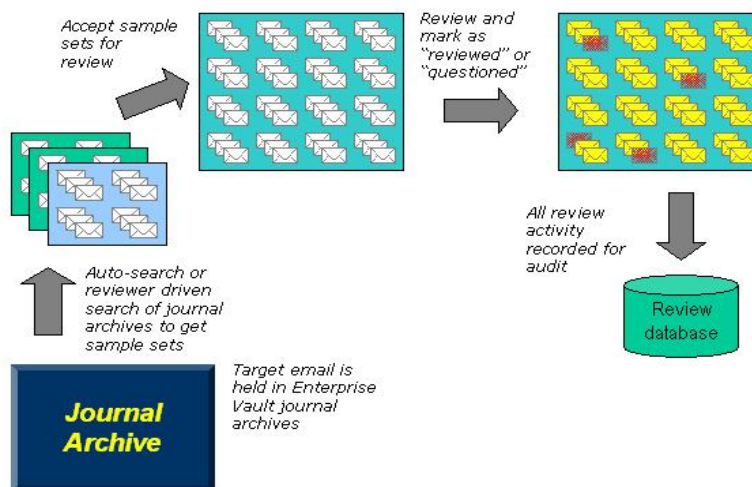 Accept sample
sets for
review
Review and
mark as
“reviewed” or
“questioned”
All review
activity
recorded for
audit
Review
database
Auto-search or
reviewer driven
search of journal
archives to get
sample sets
Target email is
held in Enterprise
Vault journal
archives
Journal
Archive